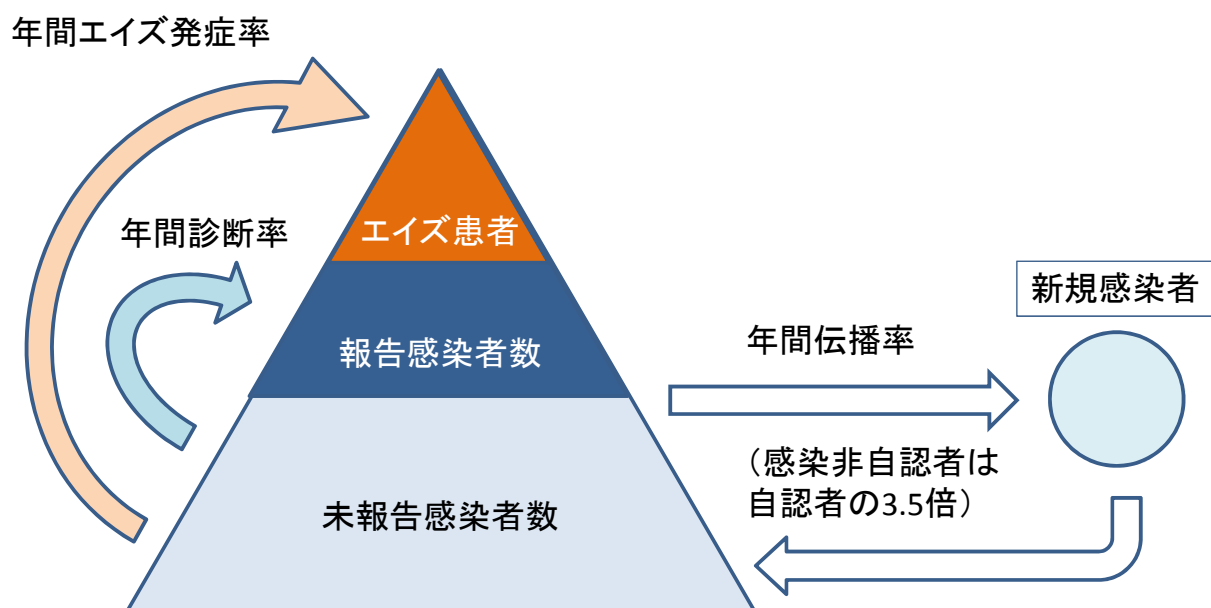 年間エイズ発症率
エイズ患者
年間診断率
新規感染者
報告感染者数
年間伝播率
（感染非自認者は
自認者の3.5倍）
未報告感染者数